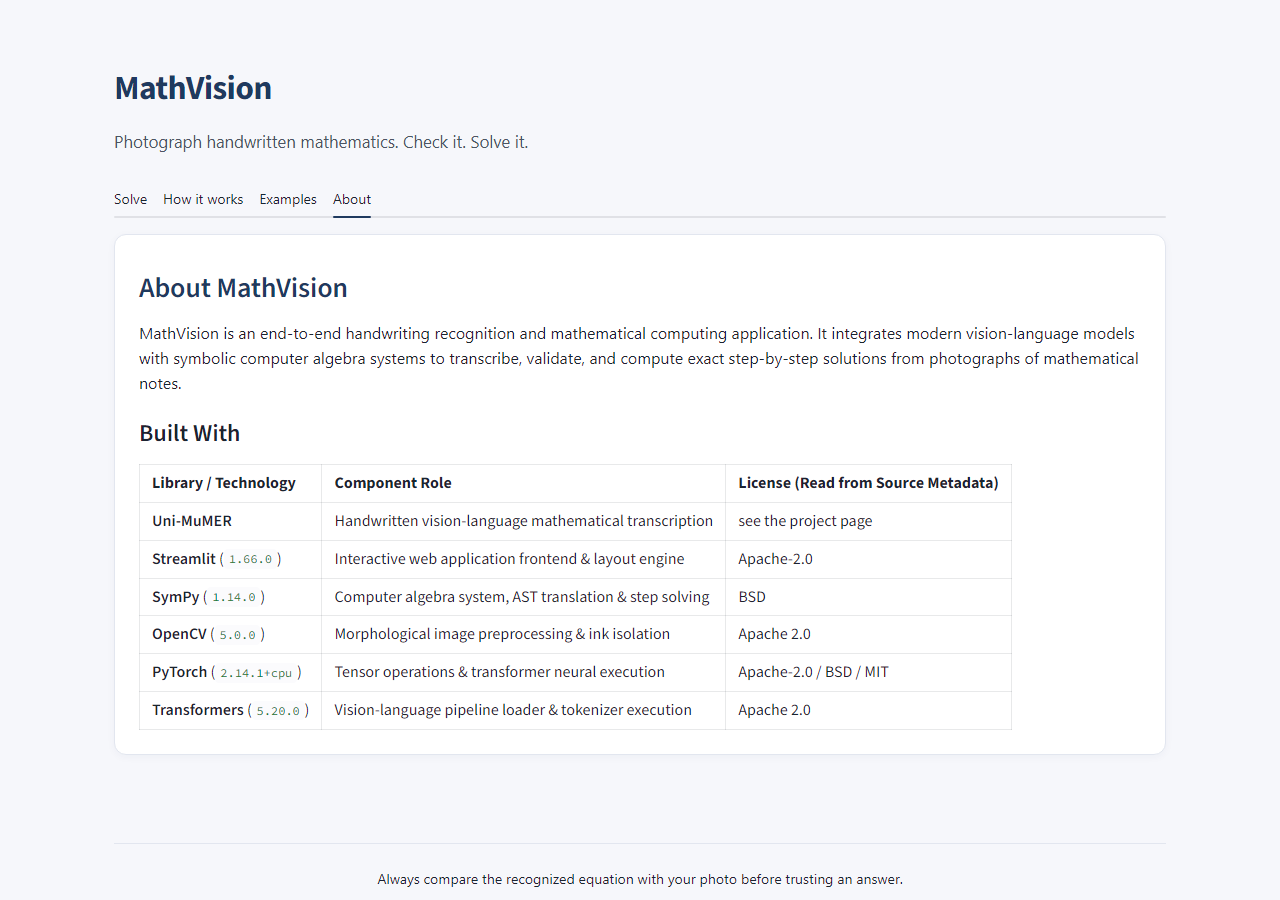 MathVision
Photograph handwritten mathematics. Check it. Solve it.
Solve How it works Examples About
About MathVision
MathVision is an end-to-end handwriting recognition and mathematical computing application. It integrates modern vision-language models
with symbolic computer algebra systems to transcribe, validate, and compute exact step-by-step solutions from photographs of mathematical
notes.
Built With
Library / Technology Component Role License (Read from Source Metadata)
Uni-MuMER Handwritten vision-language mathematical transcription see the project page
Streamlit ( 1.66.0 ) Interactive web application frontend & layout engine Apache-2.0
SymPy ( 1.14.0 ) Computer algebra system, AST translation & step solving BSD
OpenCV ( 5.0.0 ) Morphological image preprocessing & ink isolation Apache 2.0
PyTorch ( 2.14.1+cpu ) Tensor operations & transformer neural execution Apache-2.0 / BSD / MIT
Transformers ( 5.20.0 ) Vision-language pipeline loader & tokenizer execution Apache 2.0
Always compare the recognized equation with your photo before trusting an answer.